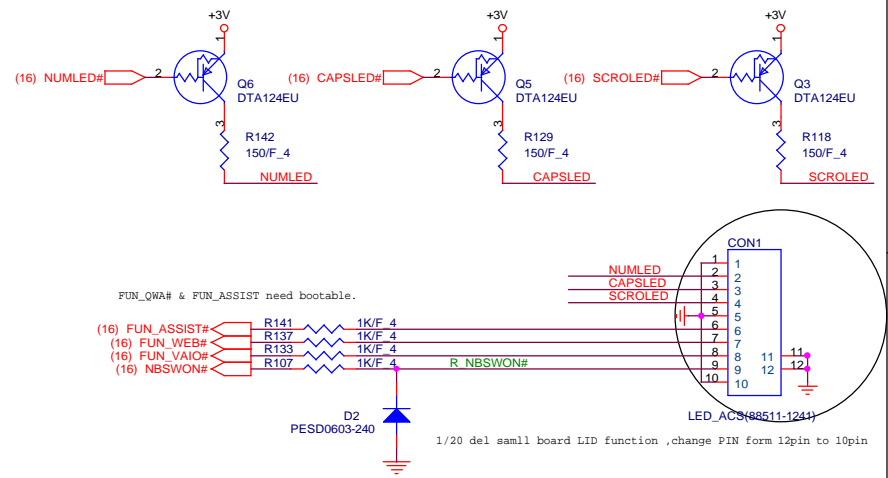 +3V +3V +3V
1 1 1
(16) NUMLED# 2 Q6 (16) CAPSLED# 2 Q5 (16) SCROLED# 2 Q3
DTA124EU DTA124EU DTA124EU
3 3 3
R142 R129 R118
150/F_4 150/F_4 150/F_4
NUMLED CAPSLED SCROLED
CON1
1 1
NUMLED 2 2
CAPSLED 3 3
SCROLED 4 4
5 5
FUN_QWA# & FUN_ASSIST need bootable.
(16) FUN_ASSIST# R141 1K/F_4 6 6
(16) FUN_WEB# R137 1K/F_4 7 7
(16) FUN_VAIO# R133 1K/F_4 8 8 11 11
(16) NBSWON# R107 1K/F_4 R_NBSWON# 9 9 12 12
10 10
D2
PESD0603-240
LED_ACS(88511-1241)
1/20 del samll board LID function ,change PIN form 12pin to 10pin